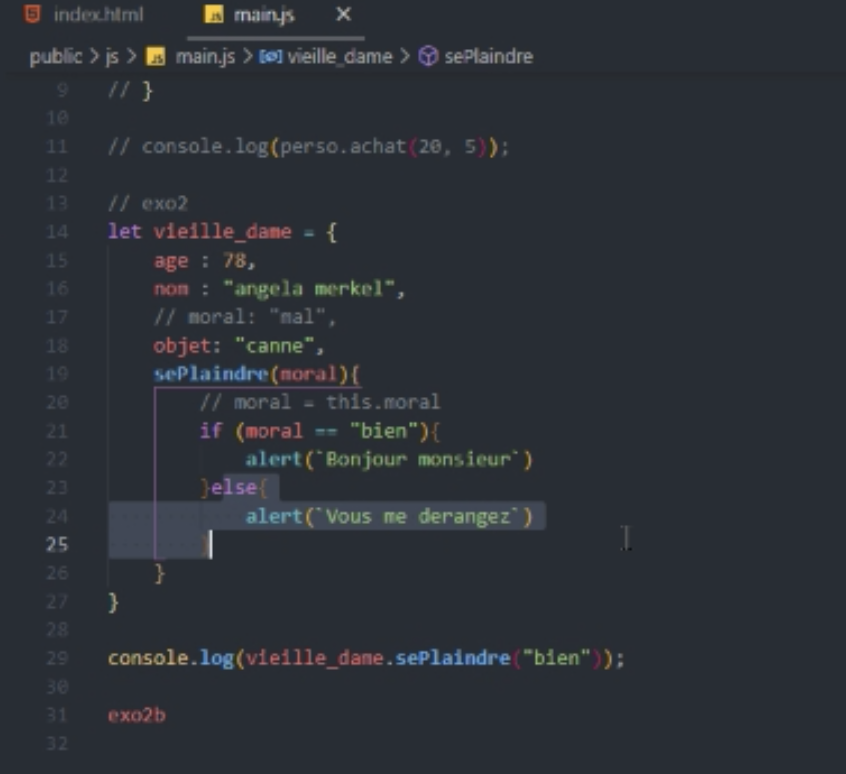 index.html main.js
public > js > main.js > vieille_dame > sePlaindre
9 // }
10
11 // console.log(perso.achat(20, 5));
12
13 // exo2
14 let vieille_dame = {
15 age : 78,
16 nom : "angela merkel",
17 // moral: "mal",
18 objet: "canne",
19 sePlaindre(moral){
20 // moral = this.moral
21 if (moral == "bien"){
22 alert(`Bonjour monsieur`)
23 }else{
24 alert(`Vous me derangez`)
25 }
26 }
27 }
28
29 console.log(vieille_dame.sePlaindre("bien"));
30
31 exo2b
32